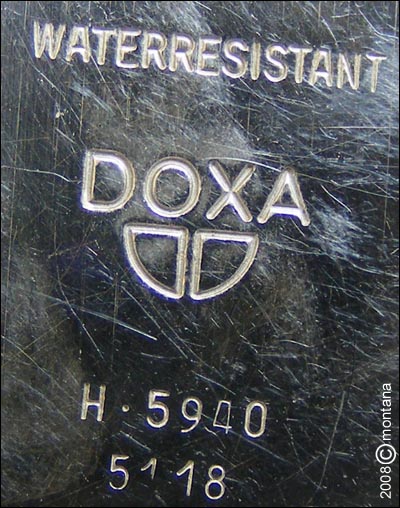 WATERRESISTANT
DOXA
H·5940
5118
2008©montana